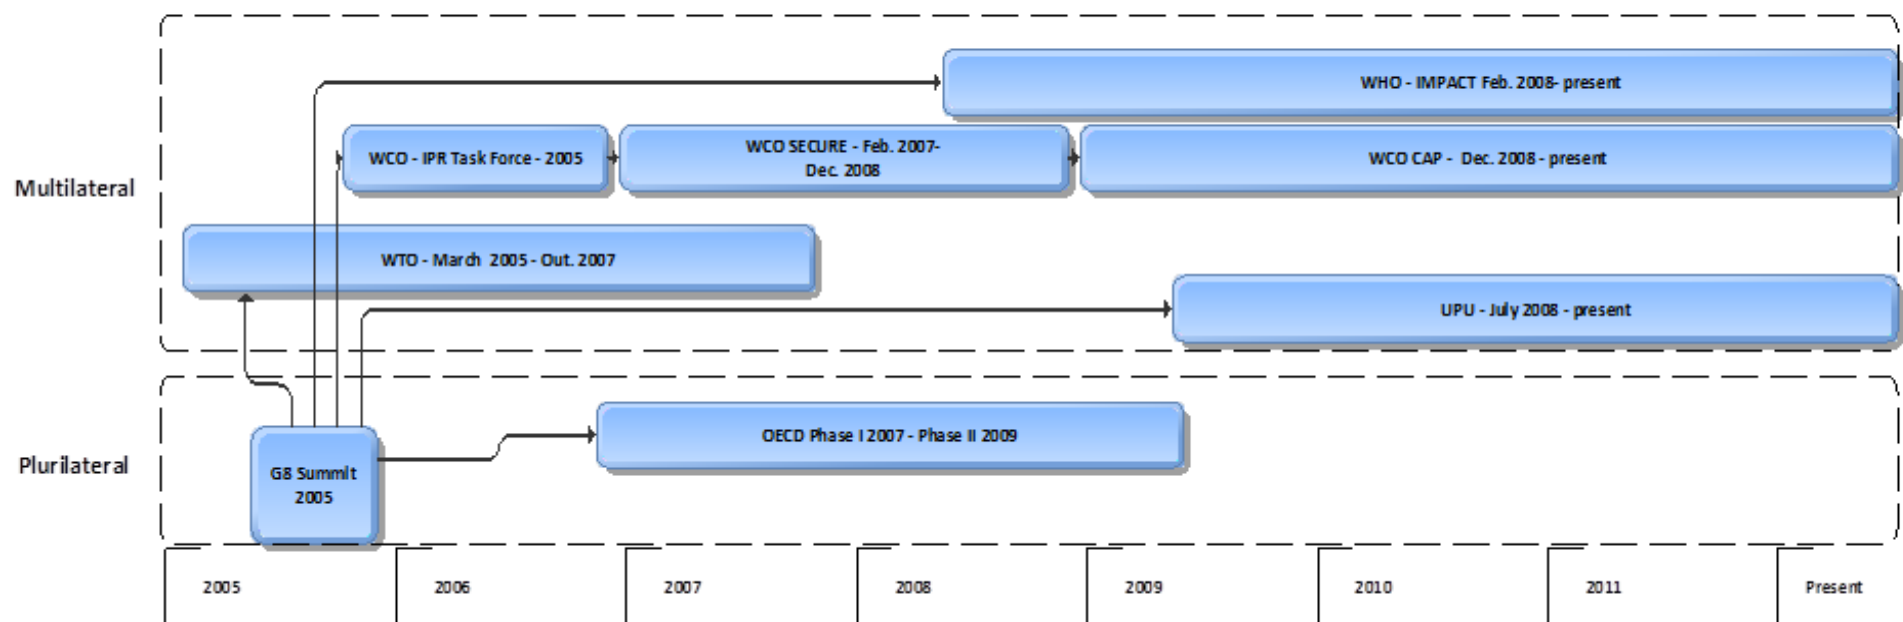 WHO - IMPACT Feb. 2008- present
Multilateral
WCO - IPR Task Force - 2005
WCO SECURE - Feb. 2007-
Dec. 2008
WCO CAP - Dec. 2008 - present
WTO - March 2005 - Out. 2007
UPU - July 2008 - present
Plurilateral
G8 Summit
2005
OECD Phase I 2007 - Phase II 2009
2005
2006
2007
2008
2009
2010
2011
Present